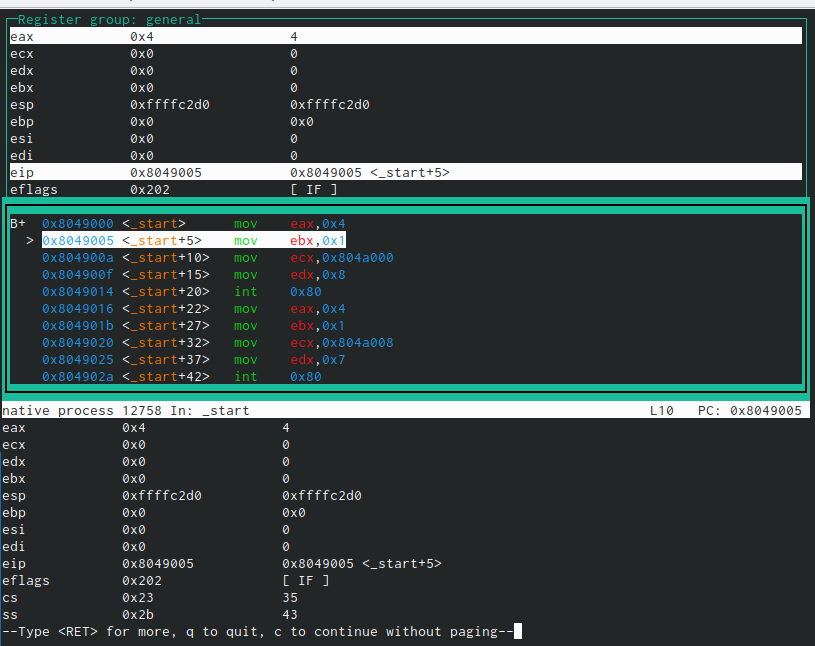 Register group: general
eax 0x4 4
ecx 0x0 0
edx 0x0 0
ebx 0x0 0
esp 0xffffc2d0 0xffffc2d0
ebp 0x0 0x0
esi 0x0 0
edi 0x0 0
eip 0x8049005 0x8049005 <_start+5>
eflags 0x202 [ IF ]
B+ 0x8049000 <_start> mov eax,0x4
> 0x8049005 <_start+5> mov ebx,0x1
0x804900a <_start+10> mov ecx,0x804a000
0x804900f <_start+15> mov edx,0x8
0x8049014 <_start+20> int 0x80
0x8049016 <_start+22> mov eax,0x4
0x804901b <_start+27> mov ebx,0x1
0x8049020 <_start+32> mov ecx,0x804a008
0x8049025 <_start+37> mov edx,0x7
0x804902a <_start+42> int 0x80
native process 12758 In: _start L10 PC: 0x8049005
eax 0x4 4
ecx 0x0 0
edx 0x0 0
ebx 0x0 0
esp 0xffffc2d0 0xffffc2d0
ebp 0x0 0x0
esi 0x0 0
edi 0x0 0
eip 0x8049005 0x8049005 <_start+5>
eflags 0x202 [ IF ]
cs 0x23 35
ss 0x2b 43
--Type <RET> for more, q to quit, c to continue without paging--